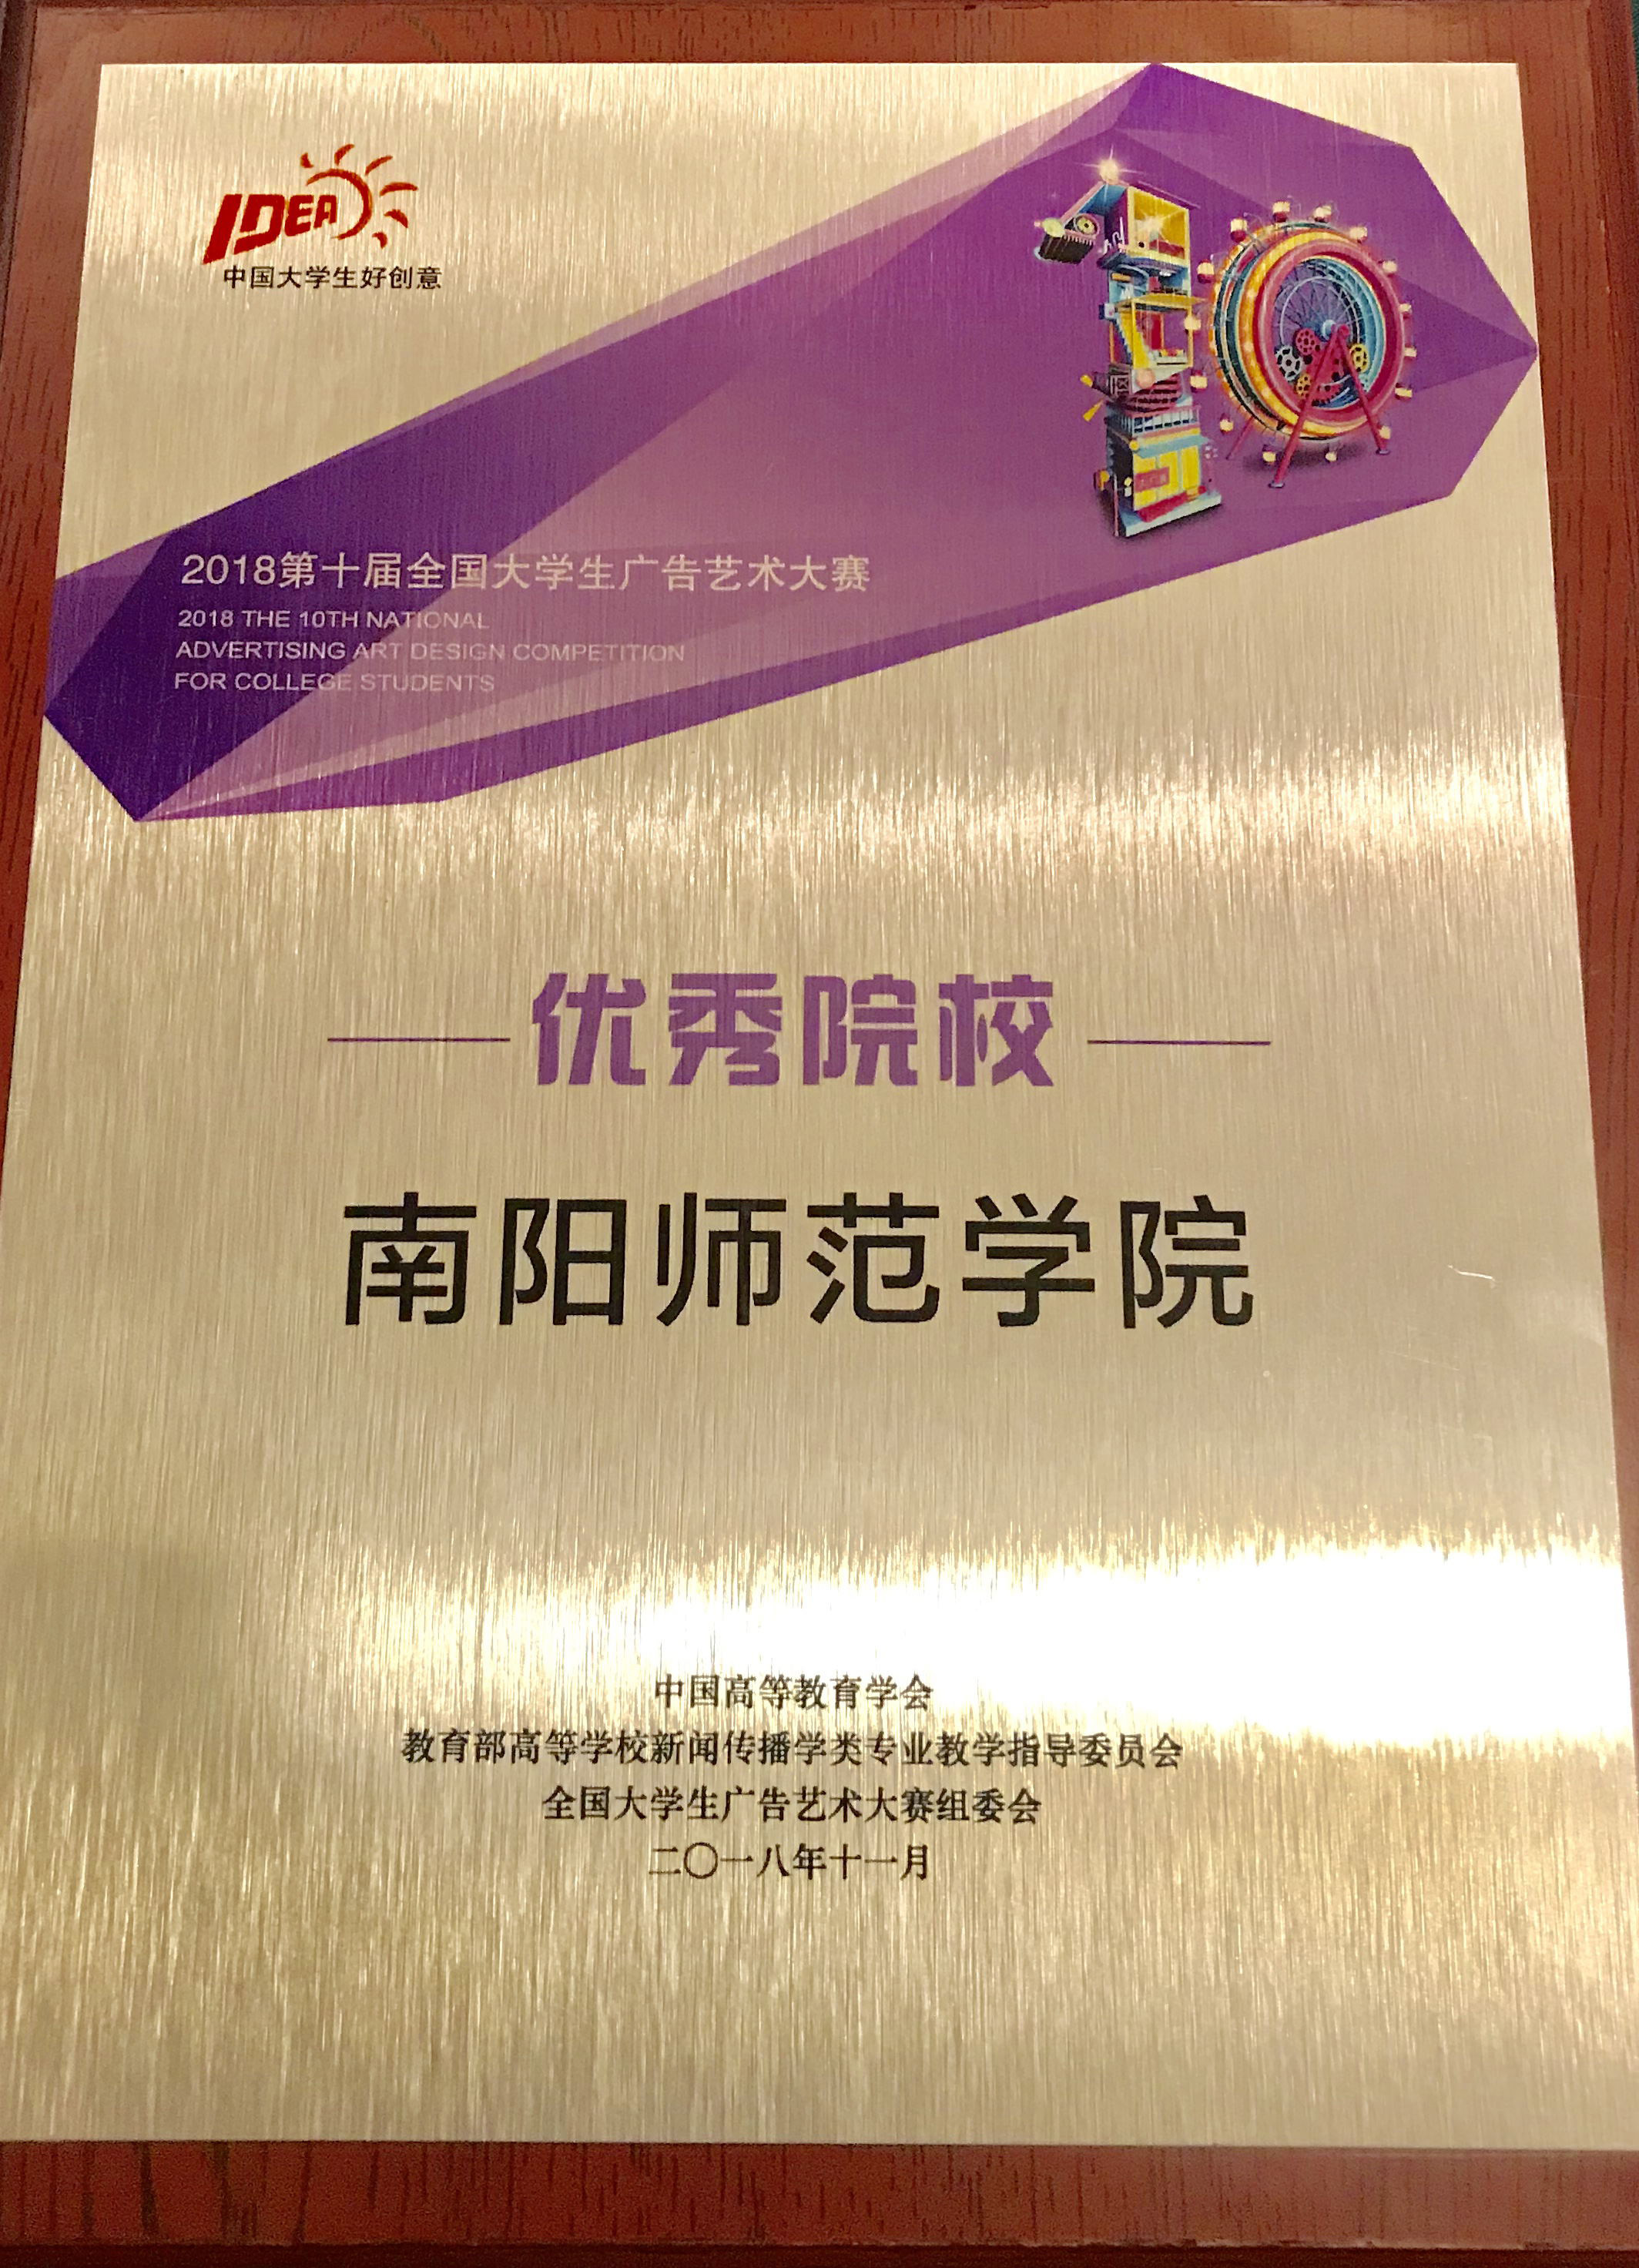 IDEA
中国大学生好创意
2018第十届全国大学生广告艺术大赛
2018 THE 10TH NATIONAL
ADVERTISING ART DESIGN COMPETITION
FOR COLLEGE STUDENTS
优秀院校
南阳师范学院
中国高等教育学会
教育部高等学校新闻传播学类专业教学指导委员会
全国大学生广告艺术大赛组委会
二〇一八年十一月